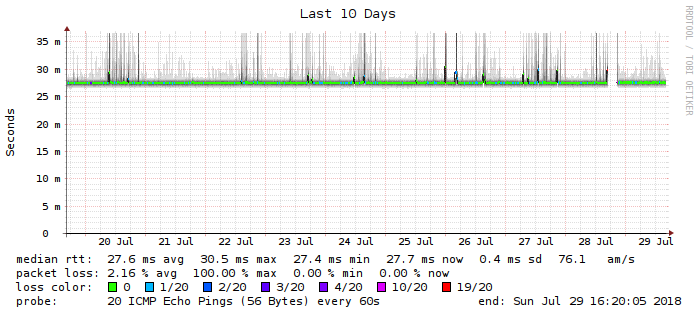 Last 10 Days
RRDTOOL / TOBI OETIKER
Seconds
35 m
30 m
25 m
20 m
15 m
10 m
5 m
0
20 Jul 21 Jul 22 Jul 23 Jul 24 Jul 25 Jul 26 Jul 27 Jul 28 Jul 29 Jul
median rtt: 27.6 ms avg 30.5 ms max 27.4 ms min 27.7 ms now 0.4 ms sd 76.1 am/s
packet loss: 2.16 % avg 100.00 % max 0.00 % min 0.00 % now
loss color: 0 1/20 2/20 3/20 4/20 10/20 19/20
probe: 20 ICMP Echo Pings (56 Bytes) every 60s end: Sun Jul 29 16:20:05 2018